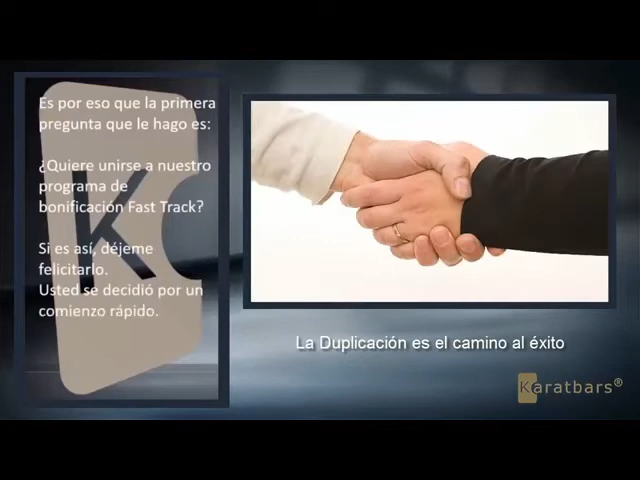 Es por eso que la primera
pregunta que le hago es:
¿Quiere unirse a nuestro
programa de
bonificación Fast Track?
Si es así, déjeme
felicitarlo.
Usted se decidió por un
comienzo rápido.
K
La Duplicación es el camino al éxito
Karatbars®